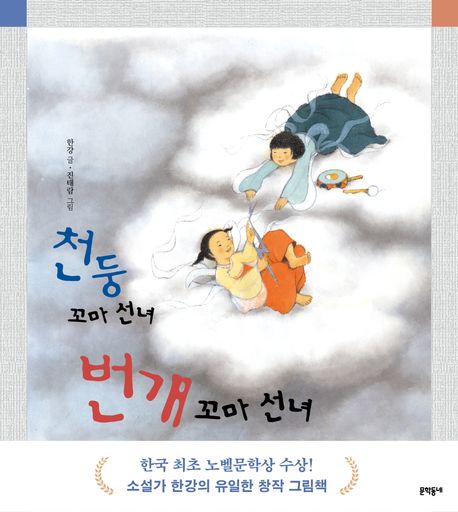 한강 글·진태람 그림
천둥
꼬마 선녀
번개 꼬마 선녀
한국 최초 노벨문학상 수상!
소설가 한강의 유일한 창작 그림책
문학동네